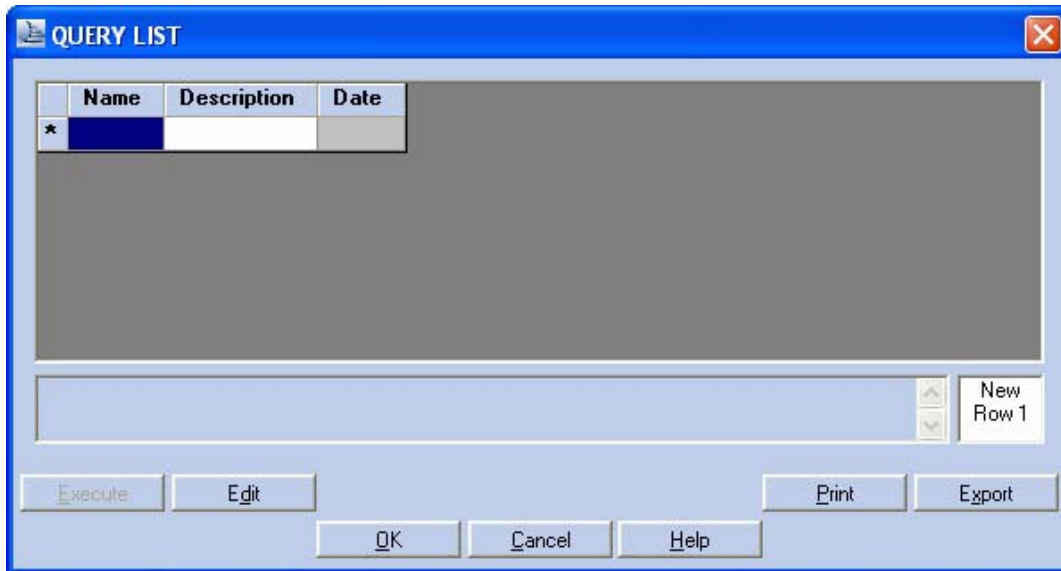 QUERY LIST
Name Description Date
*
New
Row 1
Execute Edit Print Export
OK Cancel Help